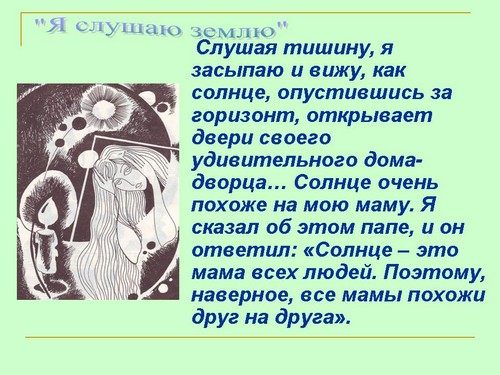 "Я слушаю землю"
Слушая тишину, я
засыпаю и вижу, как
солнце, опустившись за
горизонт, открывает
двери своего
удивительного дома-
дворца… Солнце очень
похоже на мою маму. Я
сказал об этом папе, и он
ответил: «Солнце – это
мама всех людей. Поэтому,
наверное, все мамы похожи
друг на друга».